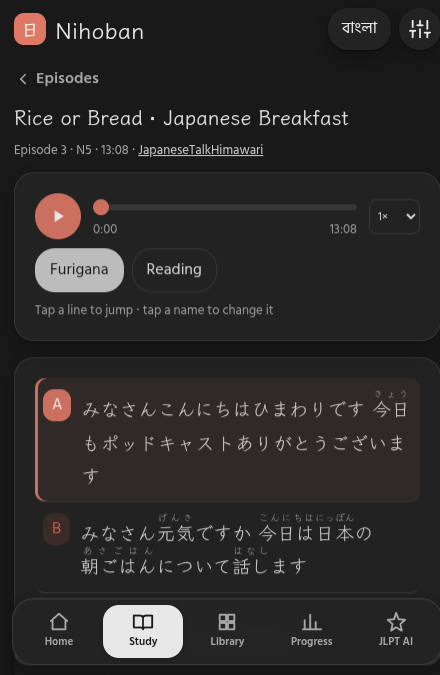 日 Nihoban
বাংলা
Episodes
Rice or Bread・Japanese Breakfast
Episode 3 · N5 · 13:08 · JapaneseTalkHimawari
0:00
13:08
1×
Furigana
Reading
Tap a line to jump · tap a name to change it
A
きょう
みなさんこんにちはひまわりです 今日
もポッドキャストありがとうございま
す
B
げんき こんにちはにっぽん
みなさん元気ですか 今日は日本の
あさごはん はなし
朝ごはんについて話します
Home
Study
Library
Progress
JLPT AI